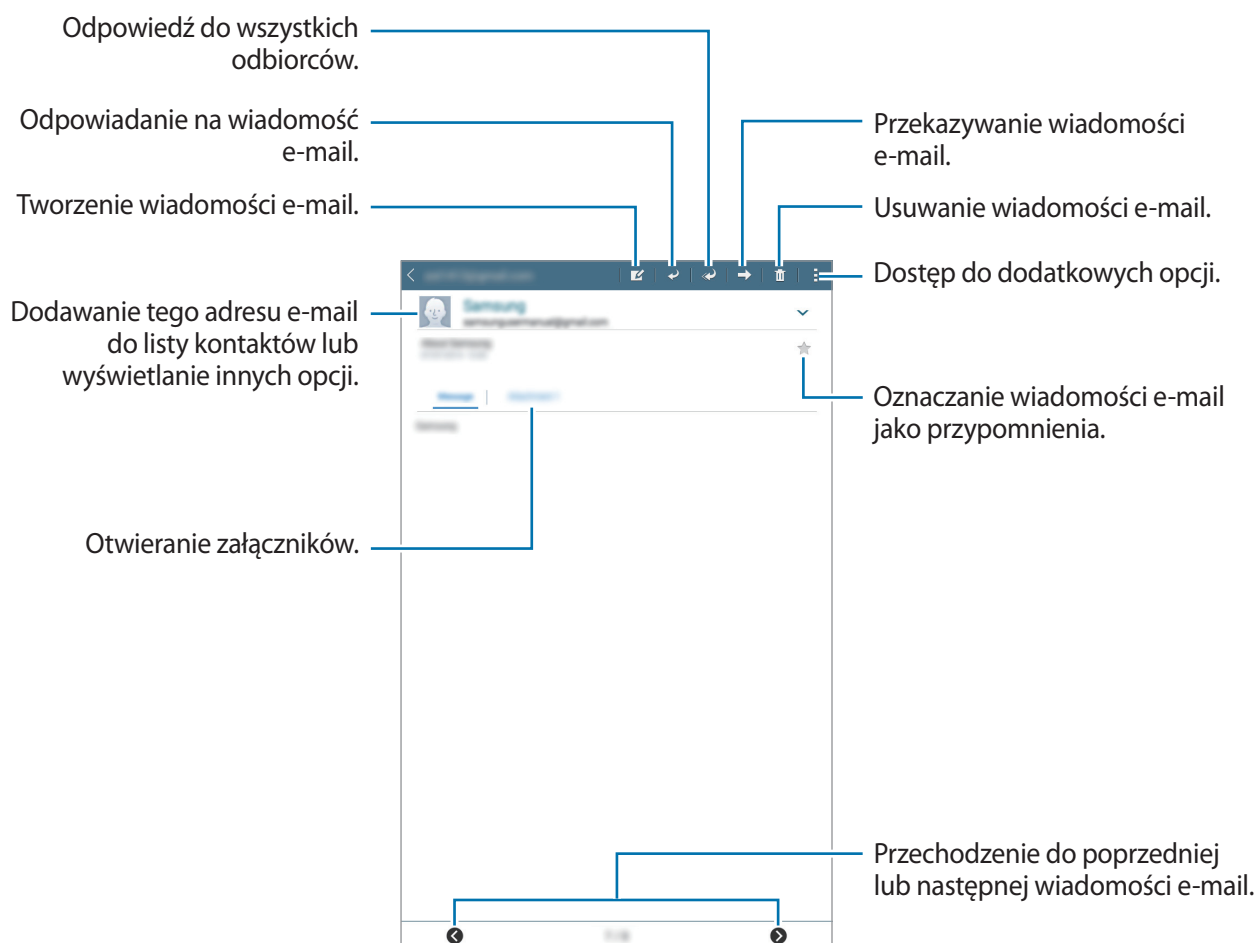 Odpowiedź do wszystkich
odbiorców.
Odpowiadanie na wiadomość
e-mail.
Tworzenie wiadomości e-mail.
Dodawanie tego adresu e-mail
do listy kontaktów lub
wyświetlanie innych opcji.
Otwieranie załączników.
Przekazywanie wiadomości
e-mail.
Usuwanie wiadomości e-mail.
Dostęp do dodatkowych opcji.
Oznaczanie wiadomości e-mail
jako przypomnienia.
Przechodzenie do poprzedniej
lub następnej wiadomości e-mail.
Samsung
Message
Samsung